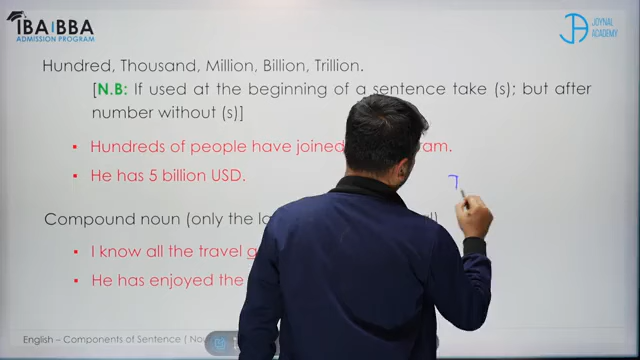 IBA|BBA
ADMISSION PROGRAM
JOYNAL
ACADEMY
Hundred, Thousand, Million, Billion, Trillion.
[N.B: If used at the beginning of a sentence take (s); but after
number without (s)]
▪ Hundreds of people have joined
▪ He has 5 billion USD.
Compound noun (only the
▪ I know all the travel
▪ He has enjoyed the
English – Components of Sentence (